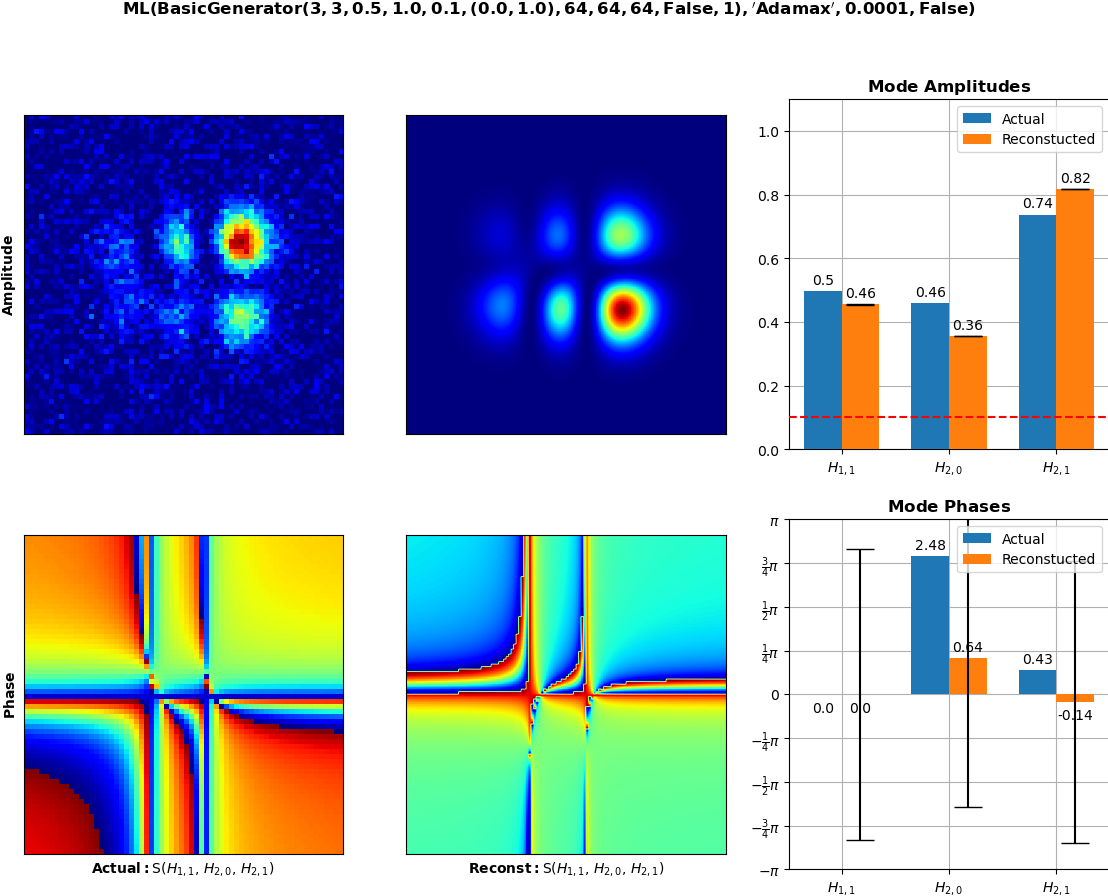 ML(BasicGenerator(3, 3, 0.5, 1.0, 0.1, (0.0, 1.0), 64, 64, 64, False, 1), ′Adamax′, 0.0001, False)
Amplitude
Mode Amplitudes
Actual
Reconstucted
1.0
0.8
0.6
0.4
0.2
0.0
0.5
0.46
0.46
0.36
0.74
0.82
H1,1
H2,0
H2,1
Phase
Actual: S(H1,1, H2,0, H2,1)
Reconst: S(H1,1, H2,0, H2,1)
Mode Phases
Actual
Reconstucted
π
3/4π
1/2π
1/4π
0
−1/4π
−1/2π
−3/4π
−π
0.0
0.0
2.48
0.64
0.43
-0.14
H1,1
H2,0
H2,1